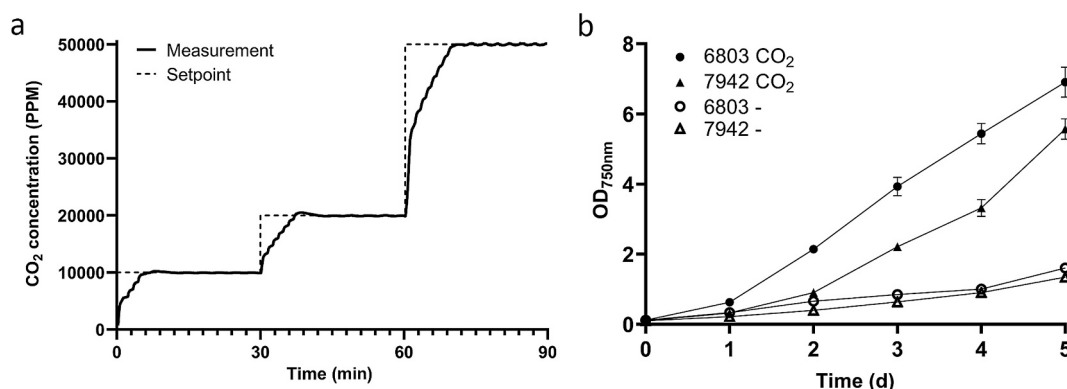 a
50000
40000
30000
20000
10000
0
CO₂ concentration (PPM)
Measurement
Setpoint
0 30 60 90
Time (min)
b
8
6
4
2
0
OD750nm
6803 CO₂
7942 CO₂
6803 -
7942 -
0 1 2 3 4 5
Time (d)